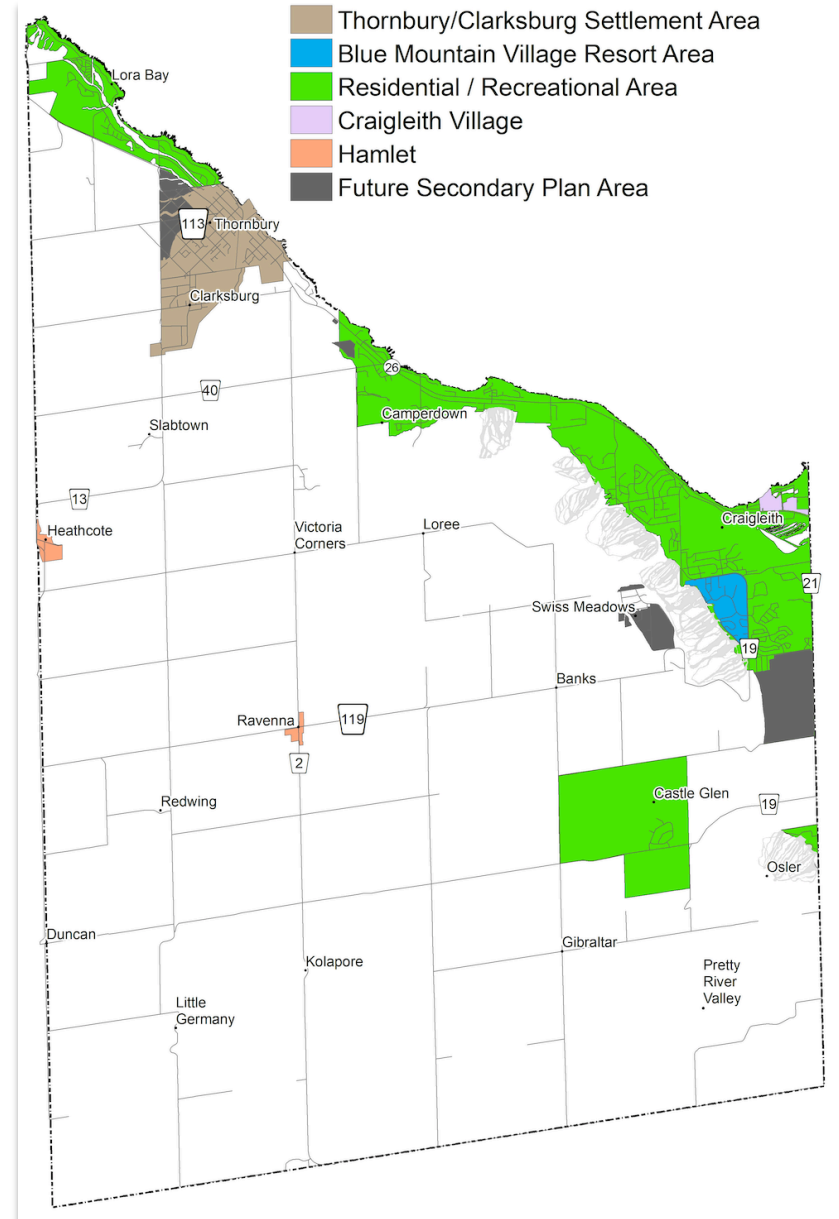 Thornbury/Clarksburg Settlement Area
Blue Mountain Village Resort Area
Residential / Recreational Area
Craigleith Village
Hamlet
Future Secondary Plan Area
Lora Bay
113
Thornbury
Clarksburg
26
40
Camperdown
Slabtown
13
Heathcote
Victoria
Corners
Loree
Craigleith
21
Swiss Meadows
19
Banks
Ravenna
119
2
Castle Glen
Redwing
19
Osler
Duncan
Gibraltar
Kolapore
Pretty
River
Valley
Little
Germany